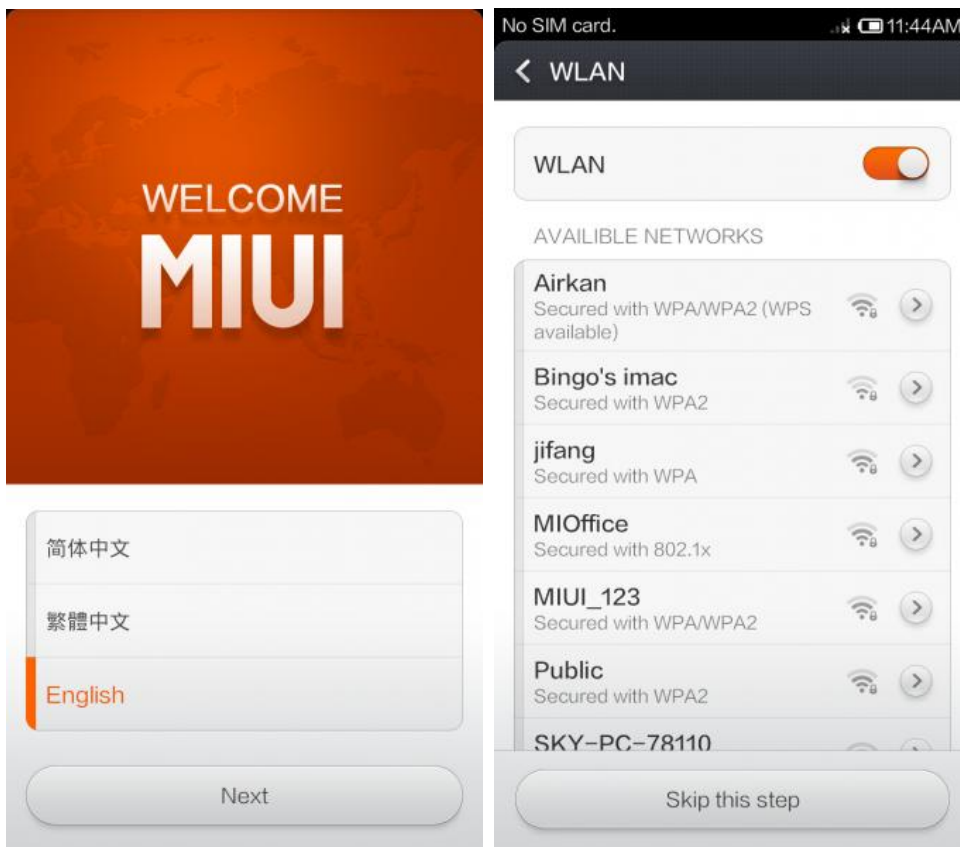 WELCOME
MIUI
简体中文
繁體中文
English
Next
No SIM card.
11:44AM
WLAN
WLAN
AVAILIBLE NETWORKS
Airkan
Secured with WPA/WPA2 (WPS
available)
Bingo's imac
Secured with WPA2
jifang
Secured with WPA
MIOffice
Secured with 802.1x
MIUI_123
Secured with WPA/WPA2
Public
Secured with WPA2
SKY-PC-78110
Skip this step